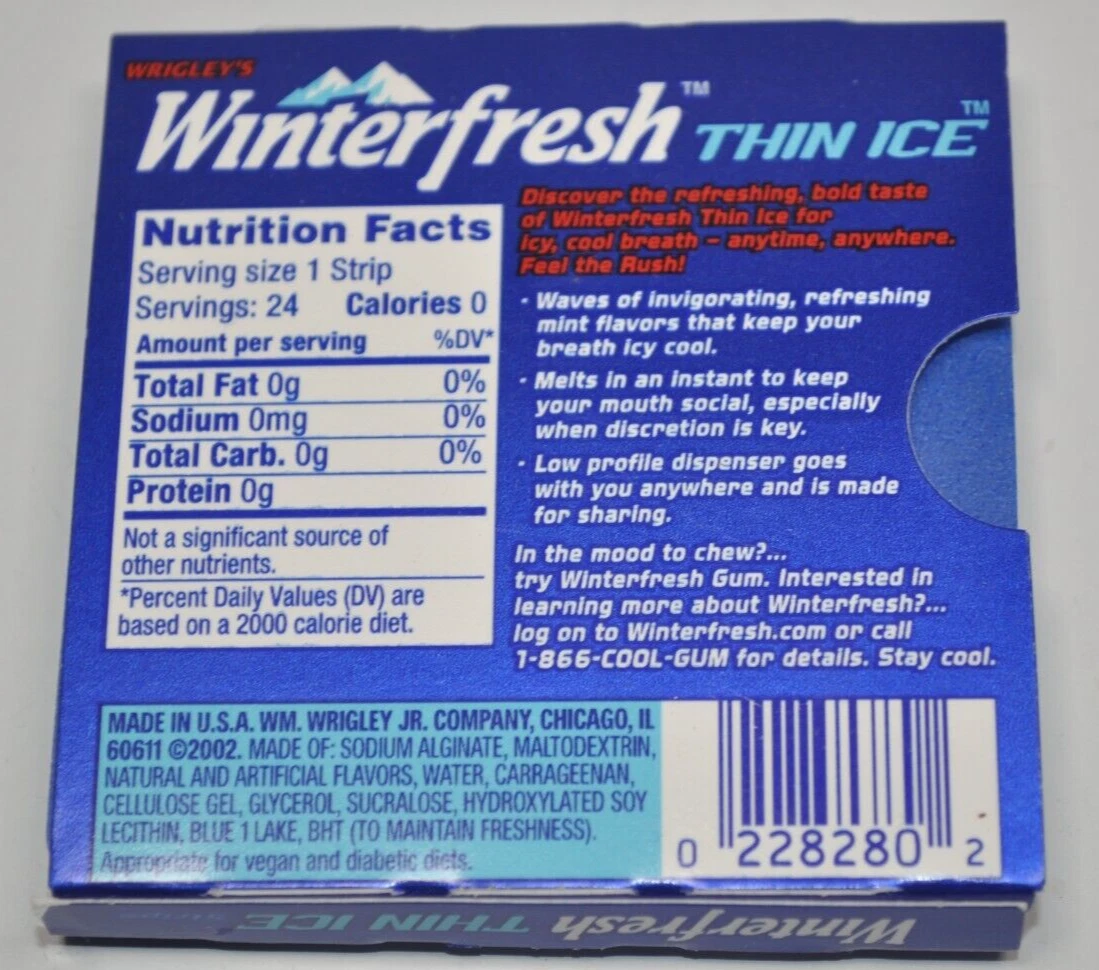 WRIGLEY'S
Winterfresh™ THIN ICE™
Nutrition Facts
Serving size 1 Strip
Servings: 24 Calories 0
Amount per serving %DV*
Total Fat 0g 0%
Sodium 0mg 0%
Total Carb. 0g 0%
Protein 0g
Not a significant source of
other nutrients.
*Percent Daily Values (DV) are
based on a 2000 calorie diet.
Discover the refreshing, bold taste
of Winterfresh Thin Ice for
icy, cool breath – anytime, anywhere.
Feel the Rush!
· Waves of invigorating, refreshing
mint flavors that keep your
breath icy cool.
· Melts in an instant to keep
your mouth social, especially
when discretion is key.
· Low profile dispenser goes
with you anywhere and is made
for sharing.
In the mood to chew?...
try Winterfresh Gum. Interested in
learning more about Winterfresh?...
log on to Winterfresh.com or call
1-866-COOL-GUM for details. Stay cool.
MADE IN U.S.A. WM. WRIGLEY JR. COMPANY, CHICAGO, IL
60611 ©2002. MADE OF: SODIUM ALGINATE, MALTODEXTRIN,
NATURAL AND ARTIFICIAL FLAVORS, WATER, CARRAGEENAN,
CELLULOSE GEL, GLYCEROL, SUCRALOSE, HYDROXYLATED SOY
LECITHIN, BLUE 1 LAKE, BHT (TO MAINTAIN FRESHNESS).
Appropriate for vegan and diabetic diets.
0 228280 2
Winterfresh THIN ICE™ Strips